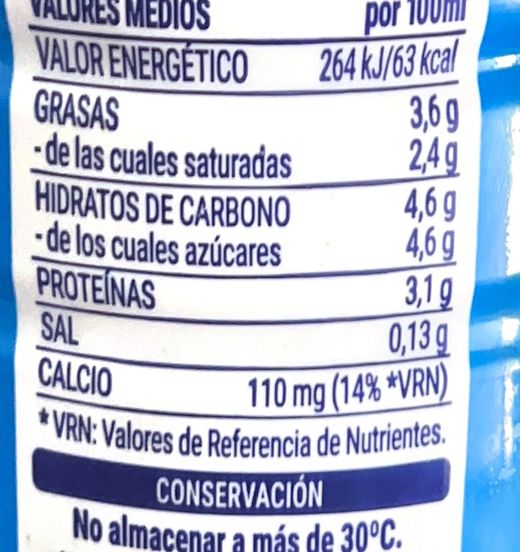 VALORES MEDIOS por 100ml
VALOR ENERGÉTICO 264 kJ/63 kcal
GRASAS 3,6 g
- de las cuales saturadas 2,4 g
HIDRATOS DE CARBONO 4,6 g
- de los cuales azúcares 4,6 g
PROTEÍNAS 3,1 g
SAL 0,13 g
CALCIO 110 mg (14% *VRN)
* VRN: Valores de Referencia de Nutrientes.
CONSERVACIÓN
No almacenar a más de 30ºC.